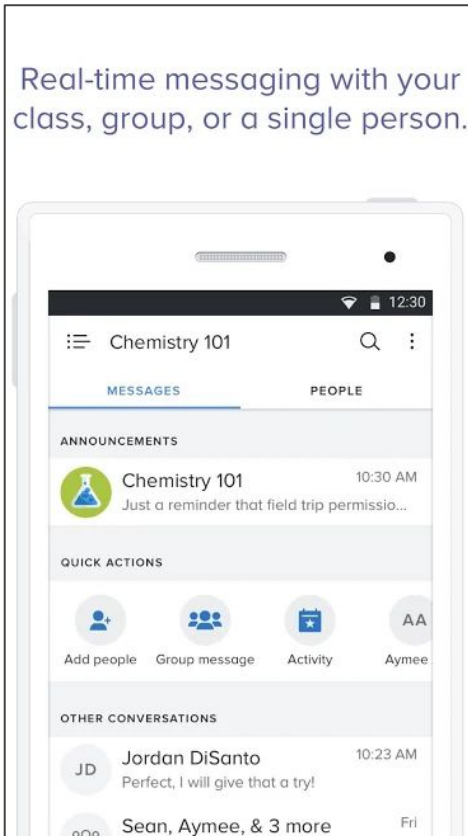 Real-time messaging with your
class, group, or a single person.
12:30
Chemistry 101
MESSAGES PEOPLE
ANNOUNCEMENTS
Chemistry 101 10:30 AM
Just a reminder that field trip permissio...
QUICK ACTIONS
AA
Add people Group message Activity Aymee
OTHER CONVERSATIONS
JD Jordan DiSanto 10:23 AM
Perfect, I will give that a try!
Sean, Aymee, & 3 more Fri